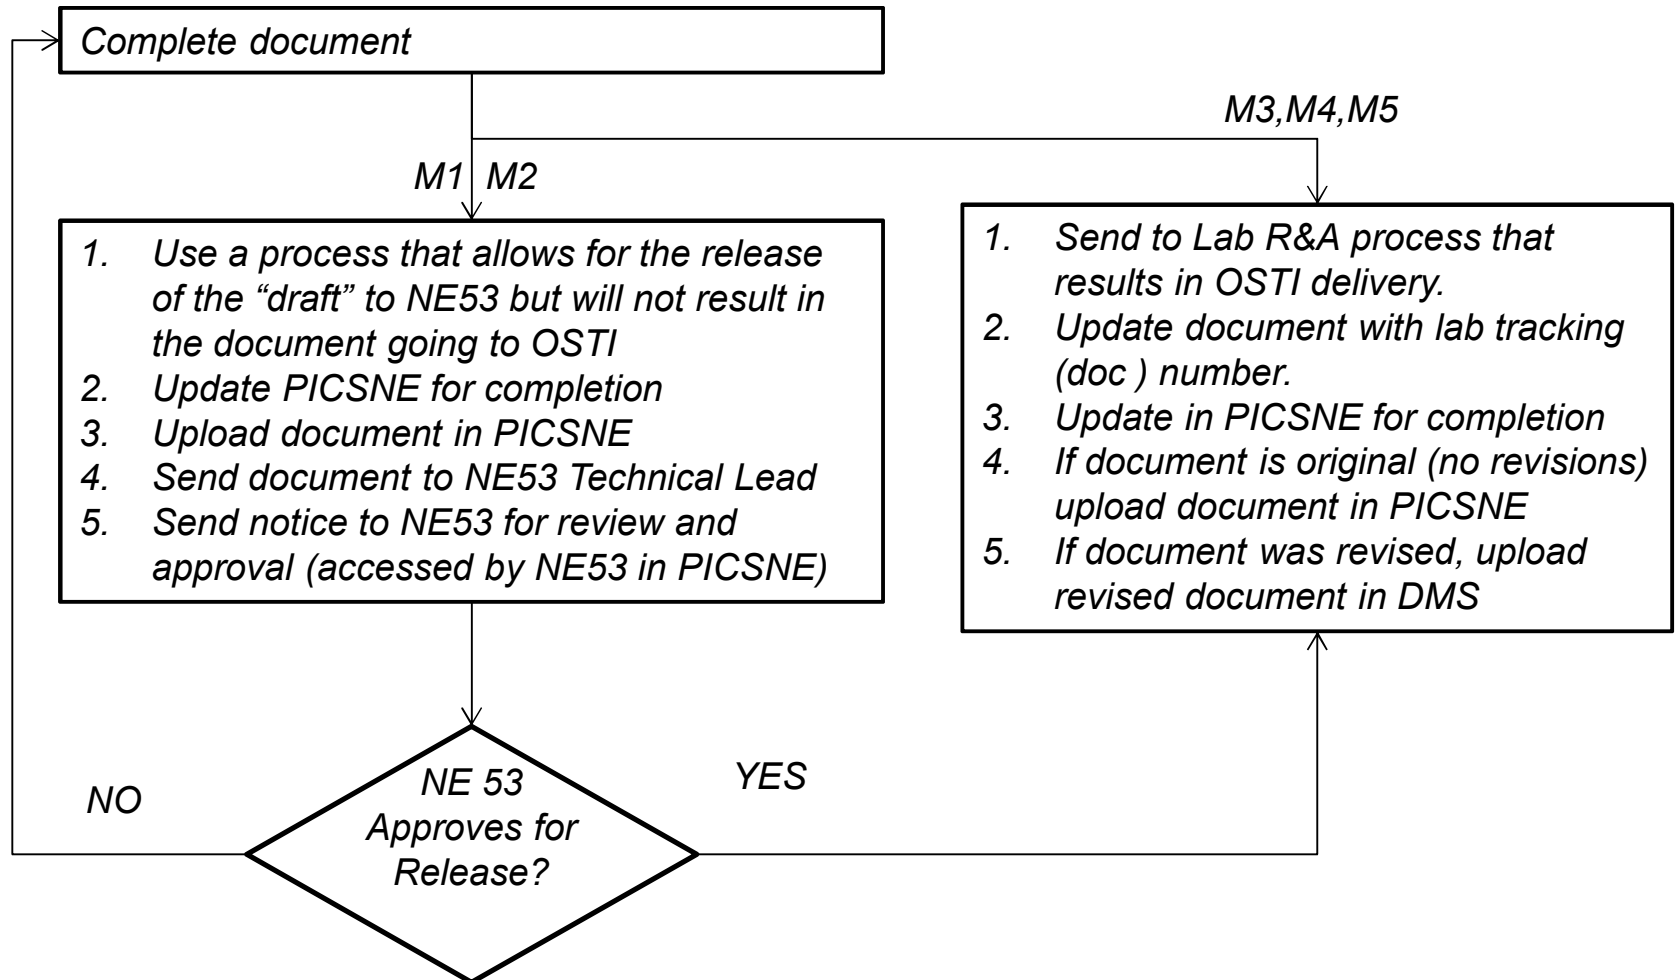 Complete document
M3,M4,M5
M1 M2
1. Use a process that allows for the release
of the “draft” to NE53 but will not result in
the document going to OSTI
2. Update PICSNE for completion
3. Upload document in PICSNE
4. Send document to NE53 Technical Lead
5. Send notice to NE53 for review and
approval (accessed by NE53 in PICSNE)
1. Send to Lab R&A process that
results in OSTI delivery.
2. Update document with lab tracking
(doc ) number.
3. Update in PICSNE for completion
4. If document is original (no revisions)
upload document in PICSNE
5. If document was revised, upload
revised document in DMS
NO
NE 53
Approves for
Release?
YES